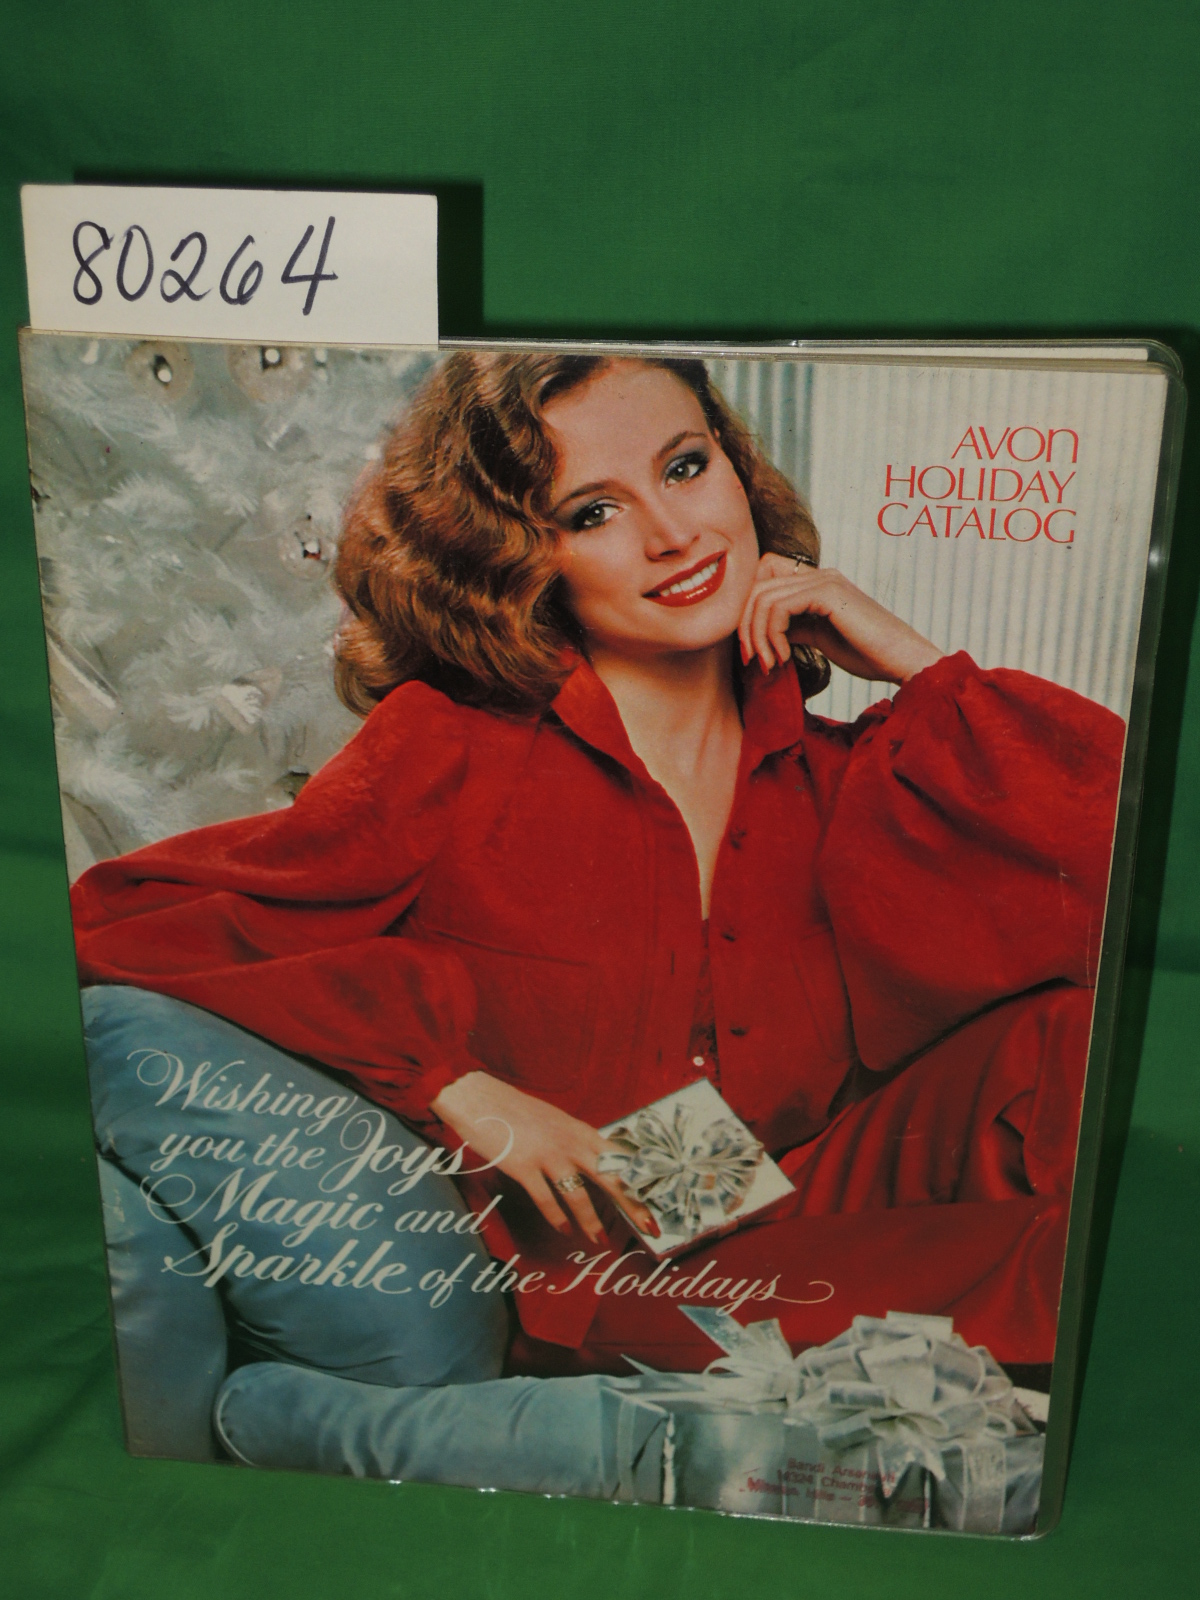 80264
AVON
HOLIDAY
CATALOG
Wishing
you the Joys
Magic and
Sparkle of the Holidays